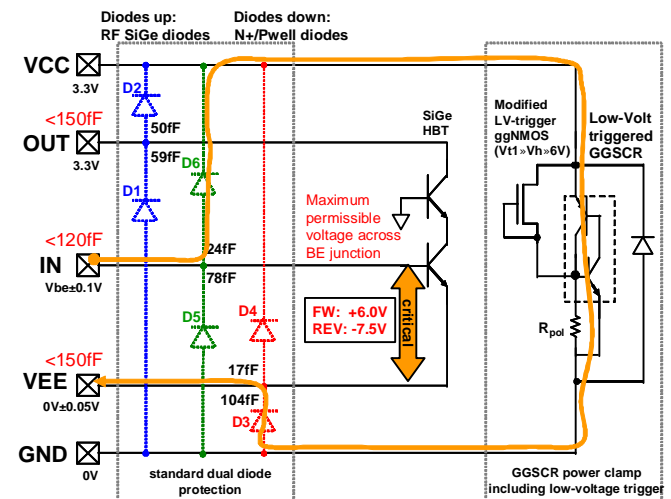 Diodes up:
RF SiGe diodes
Diodes down:
N+/Pwell diodes
VCC
3.3V
<150fF
OUT
3.3V
<120fF
IN
Vbe±0.1V
<150fF
VEE
0V±0.05V
GND
0V
D2
50fF
59fF
D1
D6
24fF
78fF
D5
D4
17fF
104fF
D3
standard dual diode
protection
SiGe
HBT
Maximum
permissible
voltage across
BE junction
FW: +6.0V
REV: -7.5V
critical
Modified
LV-trigger
ggNMOS
(Vt1»Vh»6V)
Low-Volt
triggered
GGSCR
Rpol
GGSCR power clamp
including low-voltage trigger